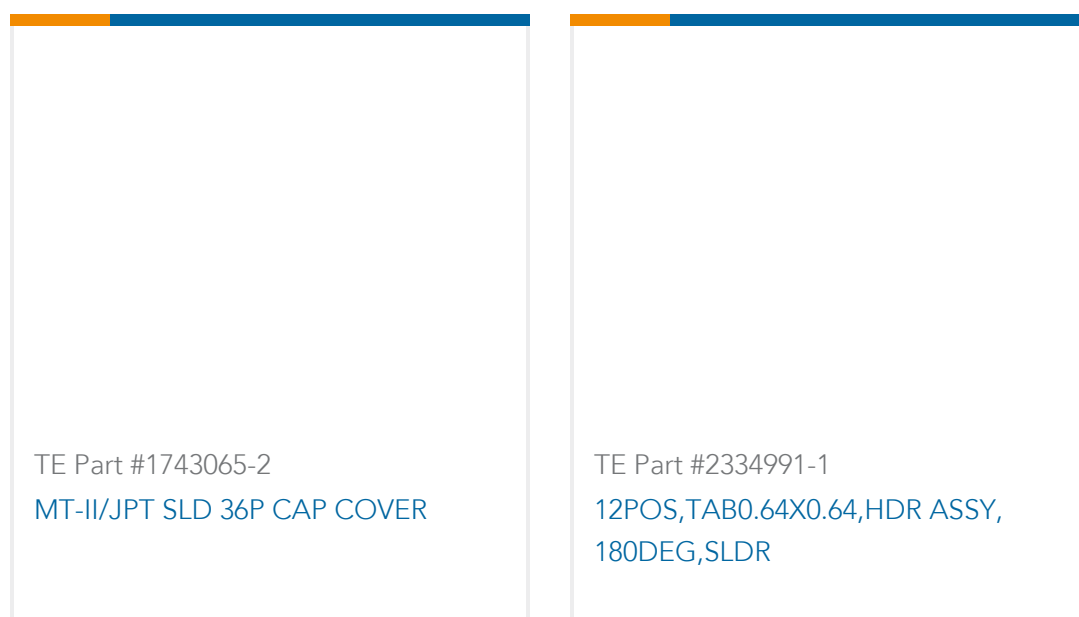 TE Part #1743065-2
MT-II/JPT SLD 36P CAP COVER
TE Part #2334991-1
12POS,TAB0.64X0.64,HDR ASSY,
180DEG,SLDR